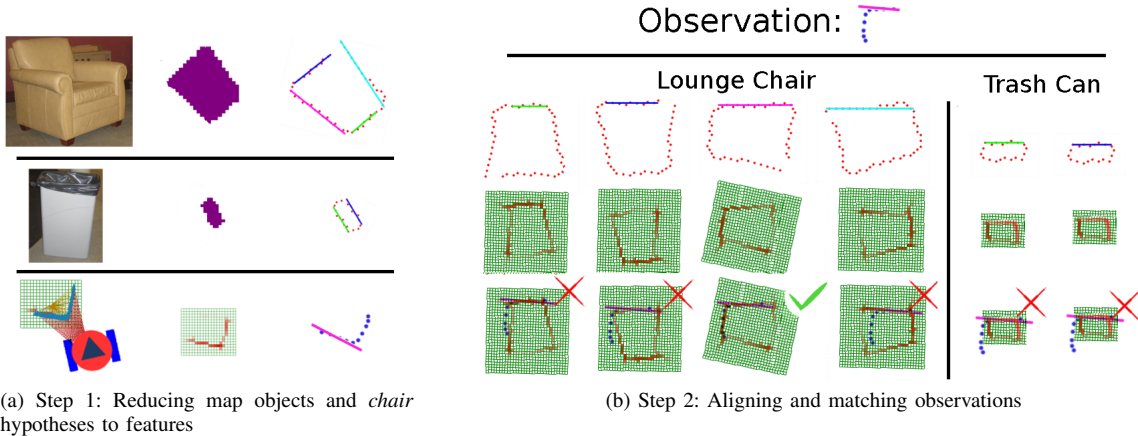 Observation:
Lounge Chair
Trash Can
(a) Step 1: Reducing map objects and chair
hypotheses to features
(b) Step 2: Aligning and matching observations